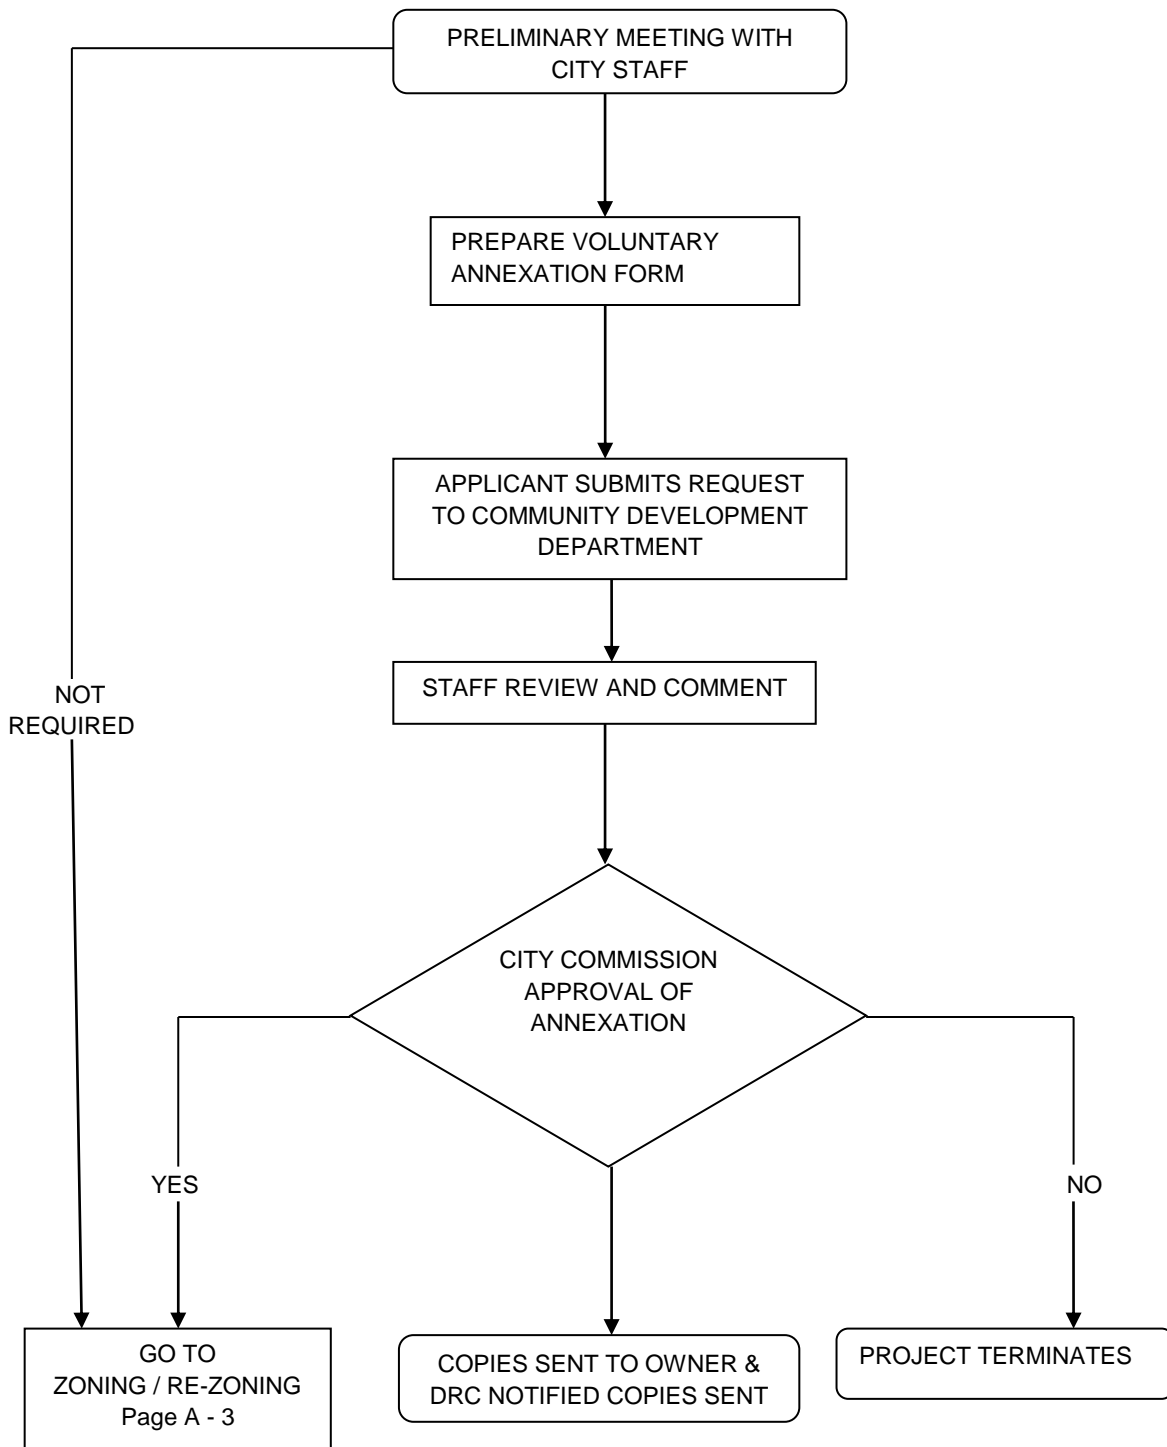 PRELIMINARY MEETING WITH
CITY STAFF
PREPARE VOLUNTARY
ANNEXATION FORM
APPLICANT SUBMITS REQUEST
TO COMMUNITY DEVELOPMENT
DEPARTMENT
STAFF REVIEW AND COMMENT
NOT
REQUIRED
CITY COMMISSION
APPROVAL OF
ANNEXATION
YES
NO
GO TO
ZONING / RE-ZONING
Page A - 3
COPIES SENT TO OWNER &
DRC NOTIFIED COPIES SENT
PROJECT TERMINATES